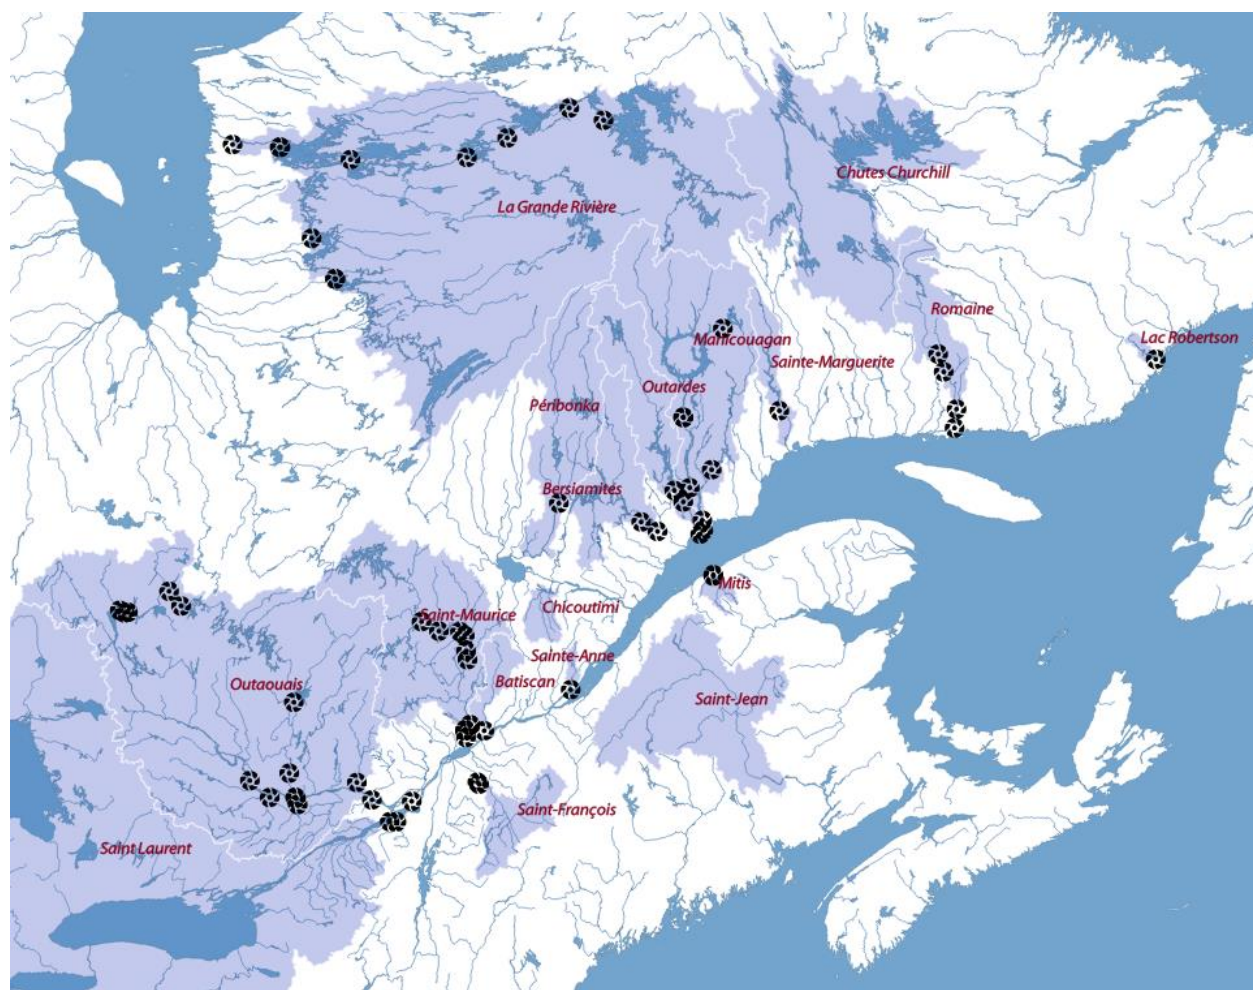 Chutes Churchill
La Grande Rivière
Romaine
Lac Robertson
Manicouagan
Sainte-Marguerite
Outardes
Péribonka
Bersiamites
Mitis
Chicoutimi
Saint-Maurice
Sainte-Anne
Batiscan
Outaouais
Saint-Jean
Saint-François
Saint Laurent